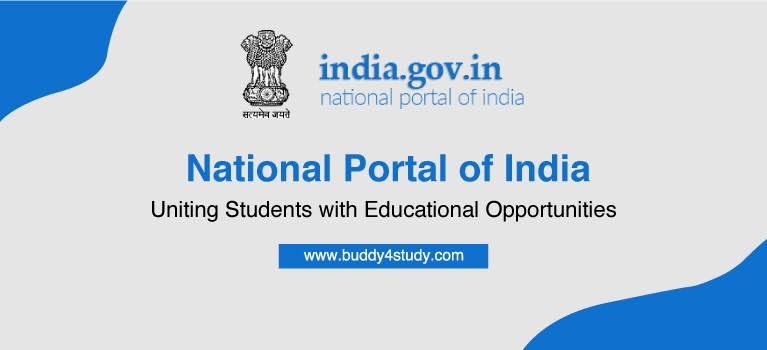 सत्यमेव जयते
india.gov.in
national portal of india
National Portal of India
Uniting Students with Educational Opportunities
www.buddy4study.com